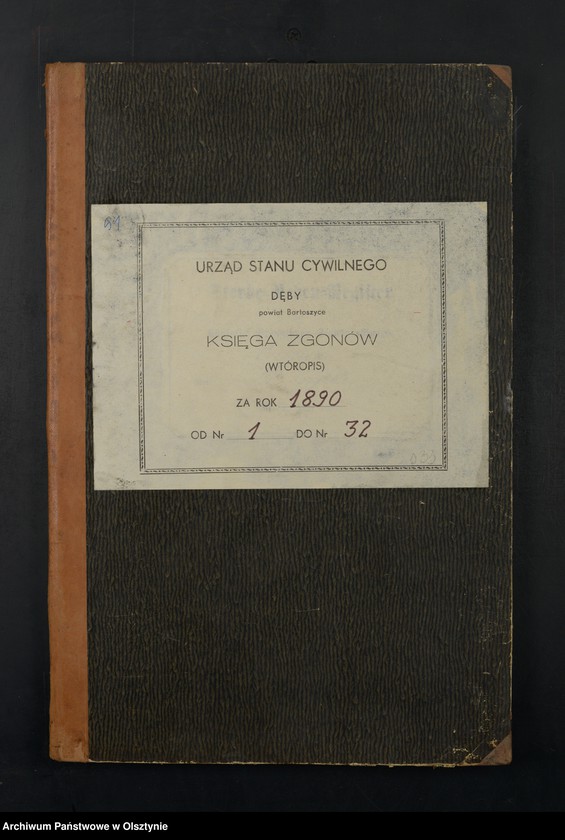 91
URZĄD STANU CYWILNEGO
DĘBY
powiat Bartoszyce
KSIĘGA ZGONÓW
(WTÓROPIS)
ZA ROK 1890
OD Nr 1 DO Nr 32
Archiwum Państwowe w Olsztynie